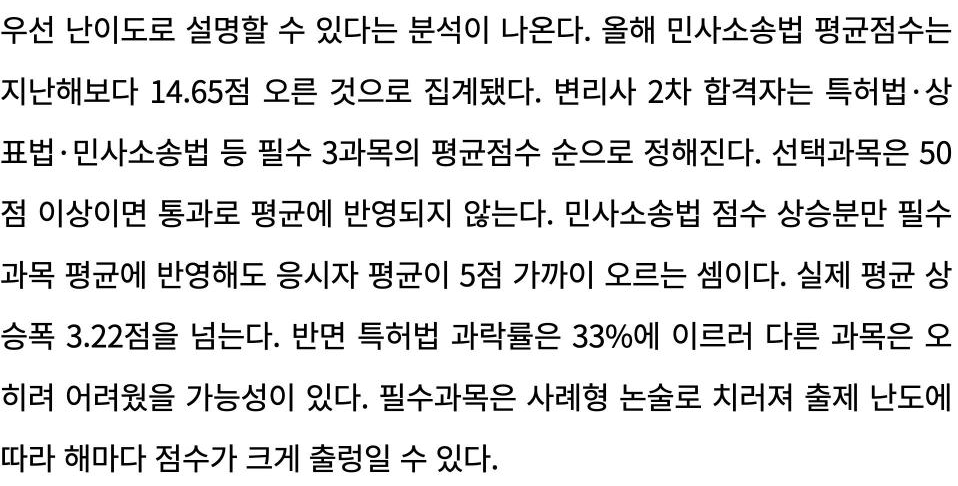 우선 난이도로 설명할 수 있다는 분석이 나온다. 올해 민사소송법 평균점수는
지난해보다 14.65점 오른 것으로 집계됐다. 변리사 2차 합격자는 특허법·상
표법·민사소송법 등 필수 3과목의 평균점수 순으로 정해진다. 선택과목은 50
점 이상이면 통과로 평균에 반영되지 않는다. 민사소송법 점수 상승분만 필수
과목 평균에 반영해도 응시자 평균이 5점 가까이 오르는 셈이다. 실제 평균 상
승폭 3.22점을 넘는다. 반면 특허법 과락률은 33%에 이르러 다른 과목은 오
히려 어려웠을 가능성이 있다. 필수과목은 사례형 논술로 치러져 출제 난도에
따라 해마다 점수가 크게 출렁일 수 있다.